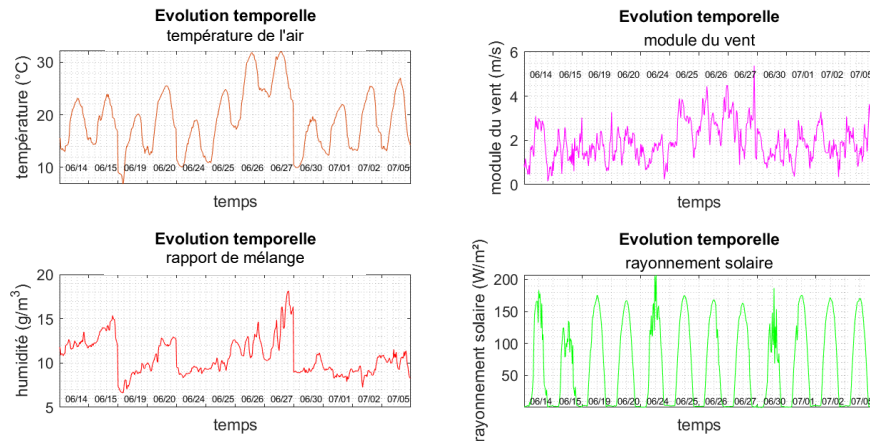 Evolution temporelle
température de l'air
température (°C)
30
20
10
06/14 06/15 06/19 06/20 06/24 06/25 06/26 06/27 06/30 07/01 07/02 07/05
temps
Evolution temporelle
module du vent
module du vent (m/s)
6
4
2
0
06/14 06/15 06/19 06/20 06/24 06/25 06/26 06/27 06/30 07/01 07/02 07/05
temps
Evolution temporelle
rapport de mélange
humidité (g/m³)
20
15
10
5
06/14 06/15 06/19 06/20 06/24 06/25 06/26 06/27 06/30 07/01 07/02 07/05
temps
Evolution temporelle
rayonnement solaire
rayonnement solaire (W/m²)
200
150
100
50
06/14 06/15 06/19 06/20 06/24 06/25 06/26 06/27 06/30 07/01 07/02 07/05
temps